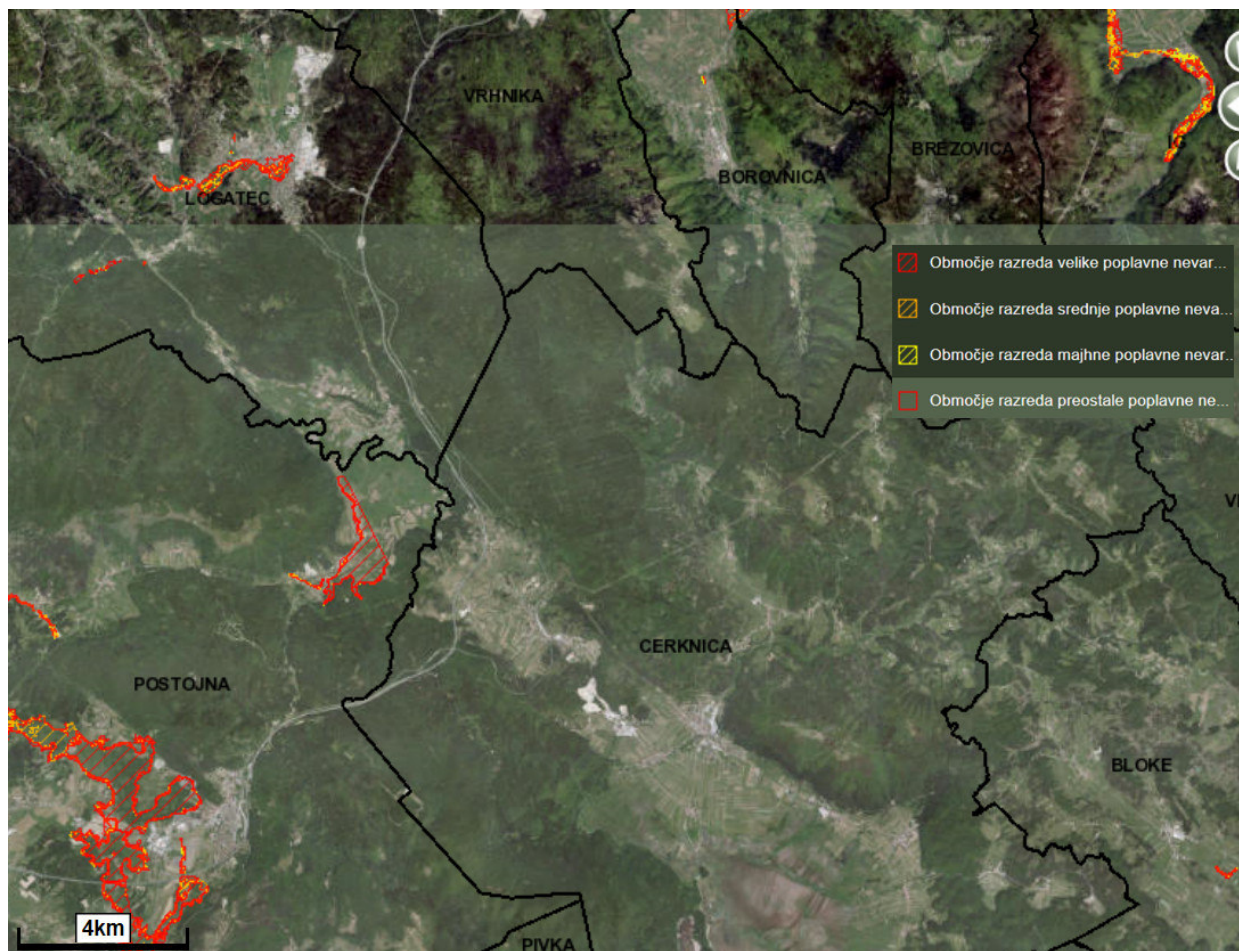 VRHNIKA
BOROVNICA
BREZOVICA
IG
LOGATEC
Območje razreda velike poplavne nevar...
Območje razreda srednje poplavne neva...
Območje razreda majhne poplavne nevar...
Območje razreda preostale poplavne ne...
CERKNICA
POSTOJNA
BLOKE
4km
PIVKA